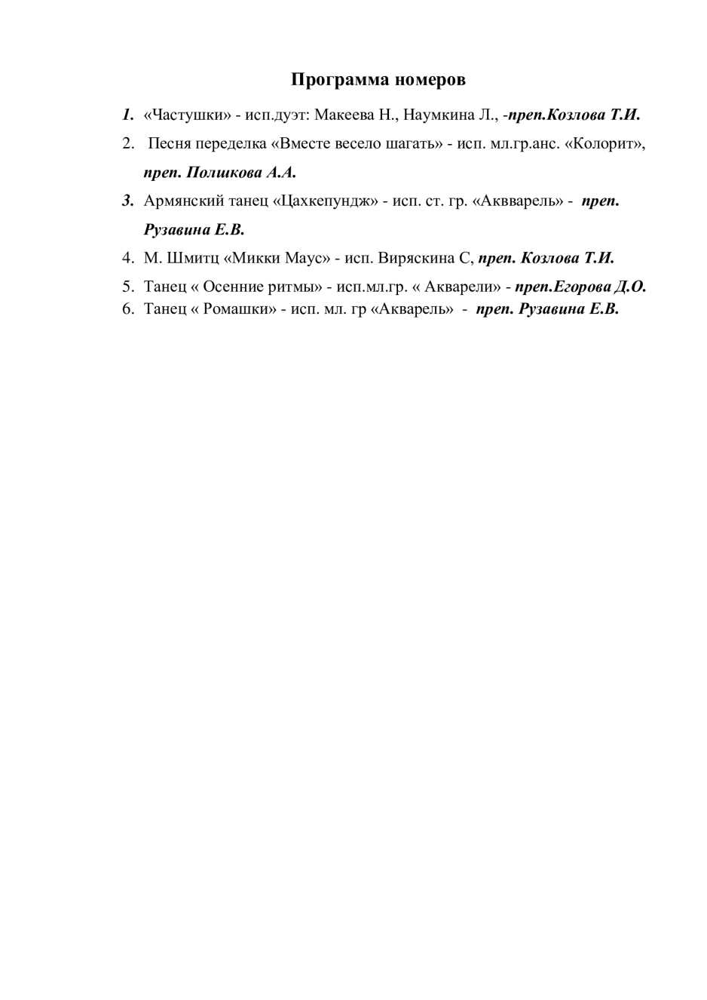 Программа номеров
1. «Частушки» - исп.дуэт: Макеева Н., Наумкина Л., -преп.Козлова Т.И.
2. Песня переделка «Вместе весело шагать» - исп. мл.гр.анс. «Колорит»,
преп. Полшкова А.А.
3. Армянский танец «Цахкепундж» - исп. ст. гр. «Аквварель» - преп.
Рузавина Е.В.
4. М. Шмитц «Микки Маус» - исп. Виряскина С, преп. Козлова Т.И.
5. Танец « Осенние ритмы» - исп.мл.гр. « Акварели» - преп.Егорова Д.О.
6. Танец « Ромашки» - исп. мл. гр «Акварель» - преп. Рузавина Е.В.